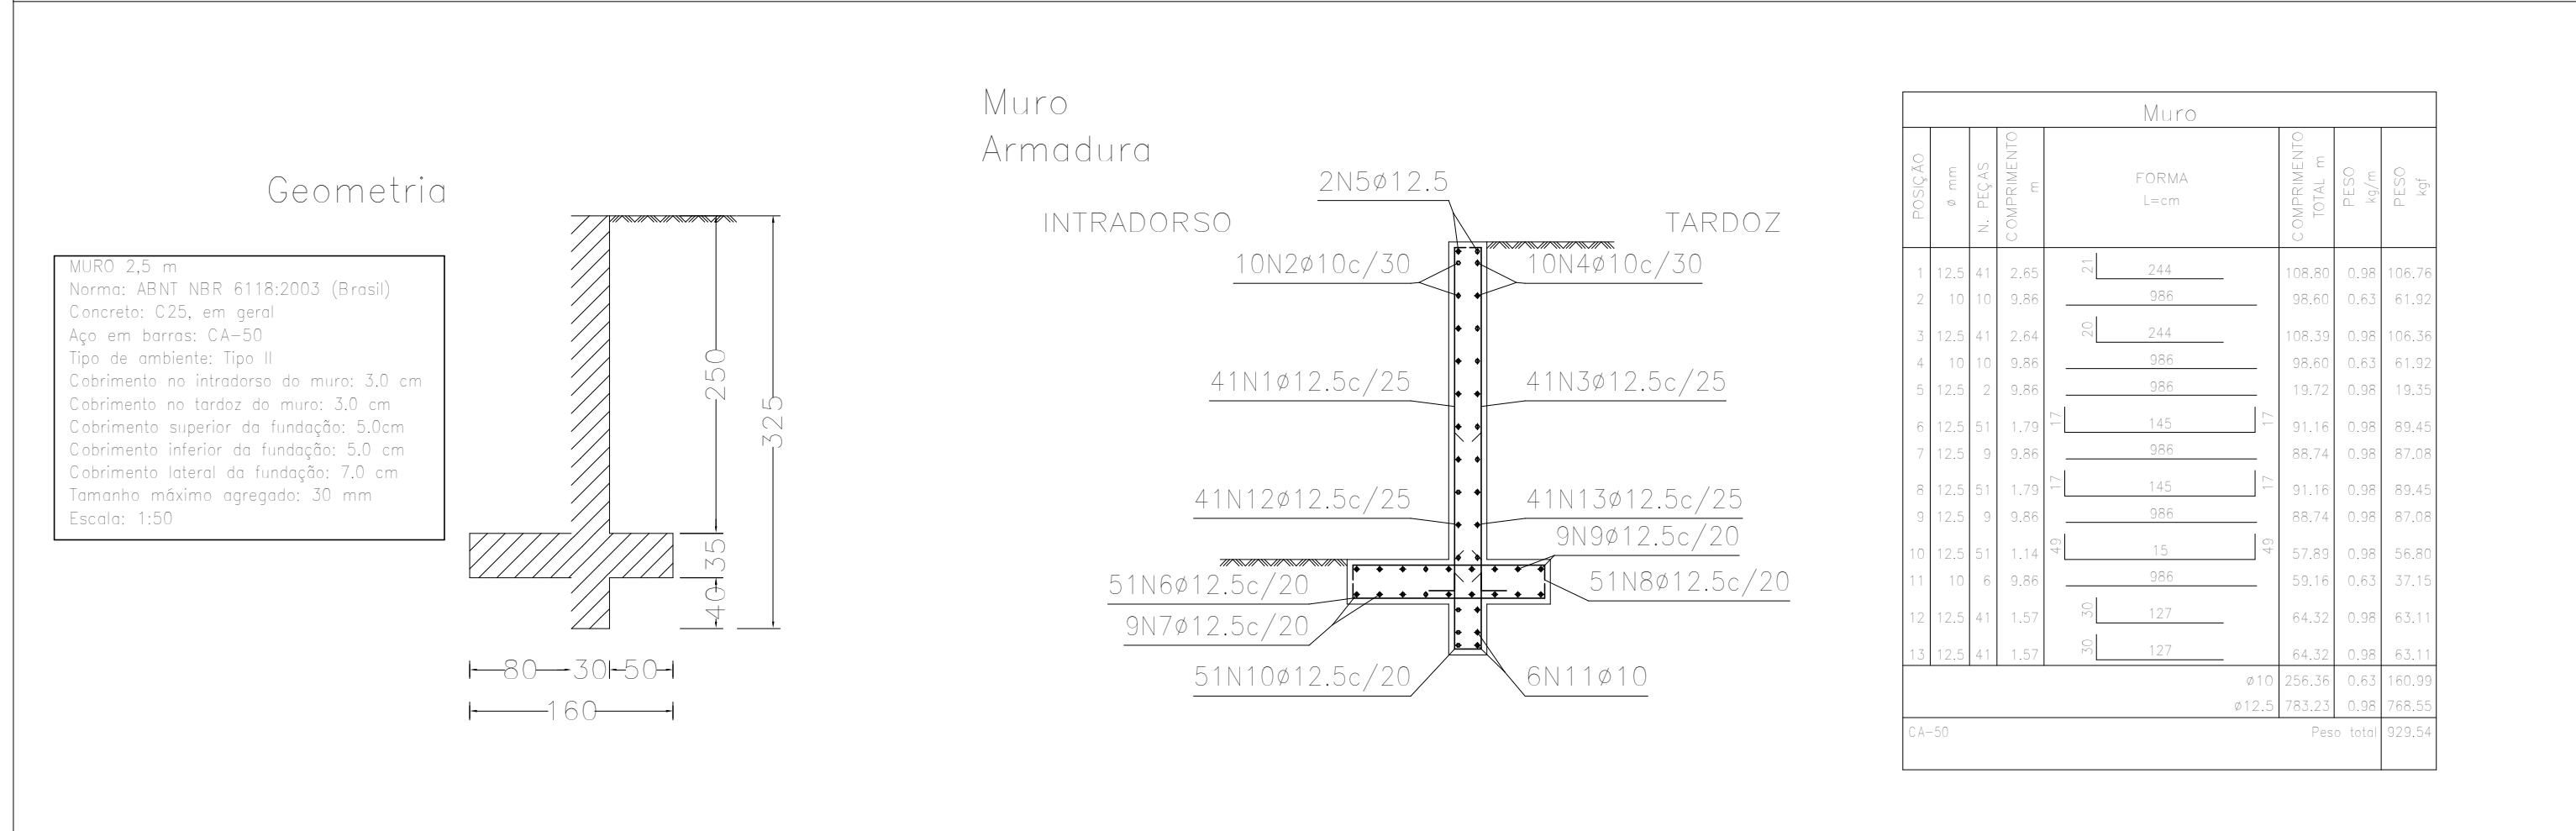 Geometria
MURO 2,5 m
Norma: ABNT NBR 6118:2003 (Brasil)
Concreto: C25, em geral
Aço em barras: CA-50
Tipo de ambiente: Tipo II
Cobrimento no intradorso do muro: 3.0 cm
Cobrimento no tardoz do muro: 3.0 cm
Cobrimento superior da fundação: 5.0cm
Cobrimento inferior da fundação: 5.0 cm
Cobrimento lateral da fundação: 7.0 cm
Tamanho máximo agregado: 30 mm
Escala: 1:50
250
325
35
40
80 30 50
160
Muro
Armadura
2N5ø12.5
INTRADORSO TARDOZ
10N2ø10c/30 10N4ø10c/30
41N1ø12.5c/25 41N3ø12.5c/25
41N12ø12.5c/25 41N13ø12.5c/25
9N9ø12.5c/20
51N6ø12.5c/20 51N8ø12.5c/20
9N7ø12.5c/20
51N10ø12.5c/20 6N11ø10
Muro
POSIÇÃO ø mm N. PEÇAS COMPRIMENTO m FORMA L=cm COMPRIMENTO TOTAL m PESO kg/m PESO kgf
1 12.5 41 2.65 21 244 108.80 0.98 106.76
2 10 10 9.86 986 98.60 0.63 61.92
3 12.5 41 2.64 20 244 108.39 0.98 106.36
4 10 10 9.86 986 98.60 0.63 61.92
5 12.5 2 9.86 986 19.72 0.98 19.35
6 12.5 51 1.79 17 145 17 91.16 0.98 89.45
7 12.5 9 9.86 986 88.74 0.98 87.08
8 12.5 51 1.79 17 145 17 91.16 0.98 89.45
9 12.5 9 9.86 986 88.74 0.98 87.08
10 12.5 51 1.14 49 15 49 57.89 0.98 56.80
11 10 6 9.86 986 59.16 0.63 37.15
12 12.5 41 1.57 30 127 64.32 0.98 63.11
13 12.5 41 1.57 30 127 64.32 0.98 63.11
ø10 256.36 0.63 160.99
ø12.5 783.23 0.98 768.55
CA-50 Peso total 929.54